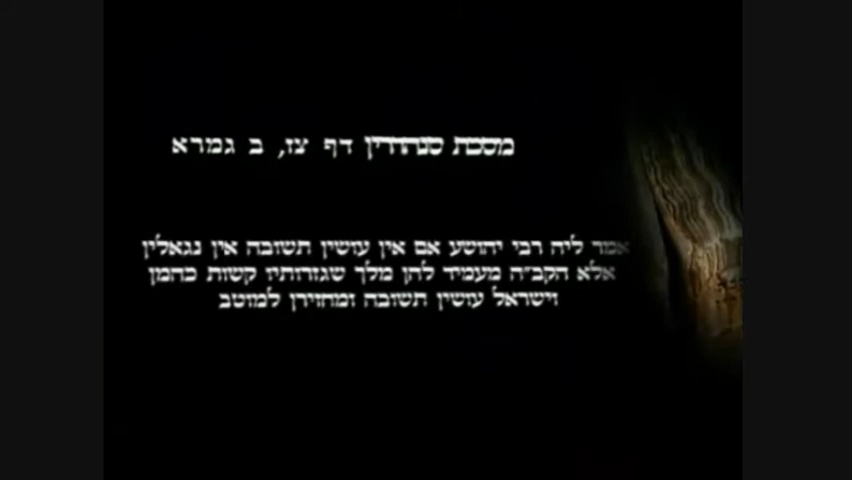 מסכת סנהדרין דף צז, ב גמרא
אמר ליה רבי יהושע אם אין עושין תשובה אין נגאלין
אלא הקב״ה מעמיד להן מלך שגזרותיו קשות כהמן
וישראל עושין תשובה ומחזירן למוטב